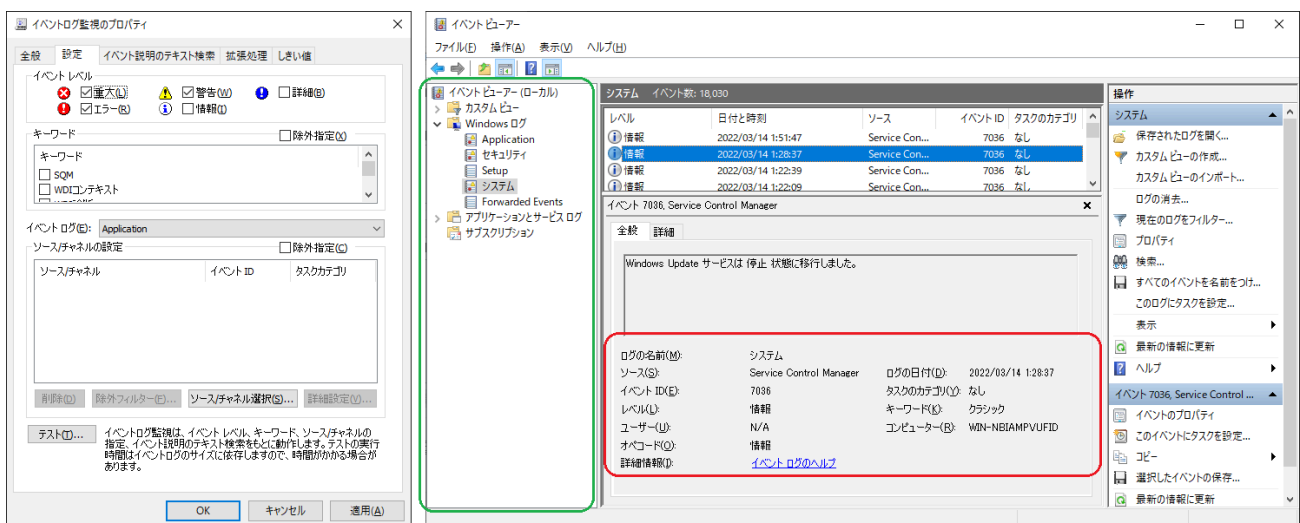 イベントログ監視のプロパティ
全般 設定 イベント説明のテキスト検索 拡張処理 しきい値
イベント レベル
重大(L) 警告(W) 詳細(B)
エラー(R) 情報(I)
キーワード 除外指定(X)
キーワード
SQM
WDIコンテキスト
イベント ログ(E): Application
ソース/チャネルの設定 除外指定(C)
ソース/チャネル イベント ID タスクカテゴリ
削除(D) 除外フィルター(F)... ソース/チャネル選択(S)... 詳細設定(V)...
テスト(T)...
イベントログ監視は、イベント レベル、キーワード、ソース/チャネルの
指定、イベント説明のテキスト検索をもとに動作します。テストの実行
時間はイベントログのサイズに依存しますので、時間がかかる場合が
あります。
OK キャンセル 適用(A)
イベント ビューアー
ファイル(F) 操作(A) 表示(V) ヘルプ(H)
イベント ビューアー (ローカル)
カスタム ビュー
Windows ログ
Application
セキュリティ
Setup
システム
Forwarded Events
アプリケーションとサービス ログ
サブスクリプション
システム イベント数: 18,030
レベル 日付と時刻 ソース イベント ID タスクのカテゴリ
情報 2022/03/14 1:51:47 Service Con... 7036 なし
情報 2022/03/14 1:28:37 Service Con... 7036 なし
情報 2022/03/14 1:22:39 Service Con... 7036 なし
情報 2022/03/14 1:22:09 Service Con... 7036 なし
イベント 7036, Service Control Manager
全般 詳細
Windows Update サービスは 停止 状態に移行しました。
ログの名前(M): システム
ソース(S): Service Control Manager ログの日付(D): 2022/03/14 1:28:37
イベント ID(E): 7036 タスクのカテゴリ(Y): なし
レベル(L): 情報 キーワード(K): クラシック
ユーザー(U): N/A コンピューター(R): WIN-NBIAMPVUFID
オペコード(O): 情報
詳細情報(I): イベント ログのヘルプ
操作
システム
保存されたログを開く...
カスタム ビューの作成...
カスタム ビューのインポート...
ログの消去...
現在のログをフィルター...
プロパティ
検索...
すべてのイベントを名前をつけ...
このログにタスクを設定...
表示
最新の情報に更新
ヘルプ
イベント 7036, Service Control ...
イベントのプロパティ
このイベントにタスクを設定...
コピー
選択したイベントの保存...
最新の情報に更新